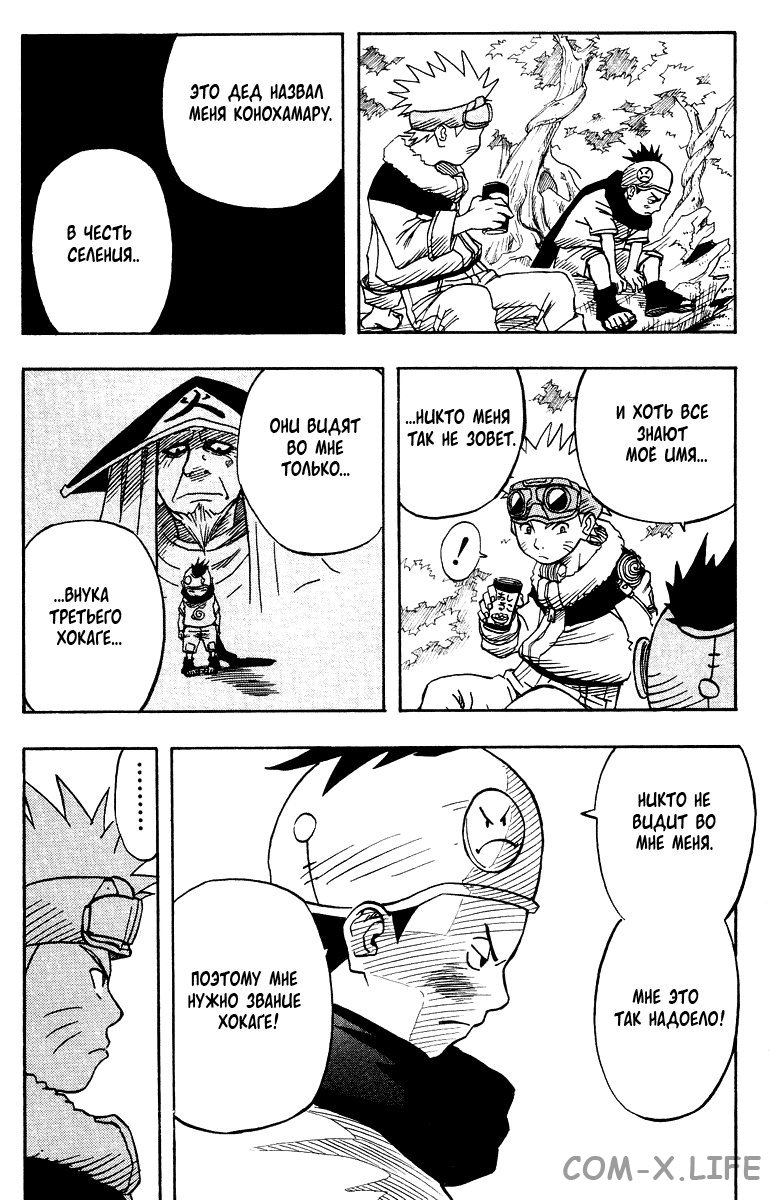 ЭТО ДЕД НАЗВАЛ
МЕНЯ КОНОХАМАРУ.
В ЧЕСТЬ
СЕЛЕНИЯ..
И ХОТЬ ВСЕ
ЗНАЮТ
МОЕ ИМЯ...
...НИКТО МЕНЯ
ТАК НЕ ЗОВЕТ.
!
ОНИ ВИДЯТ
ВО МНЕ
ТОЛЬКО...
火
...ВНУКА
ТРЕТЬЕГО
ХОКАГЕ...
НИКТО НЕ
ВИДИТ ВО
МНЕ МЕНЯ.
МНЕ ЭТО
ТАК НАДОЕЛО!
ПОЭТОМУ МНЕ
НУЖНО ЗВАНИЕ
ХОКАГЕ!
.........
COM-X.LIFE